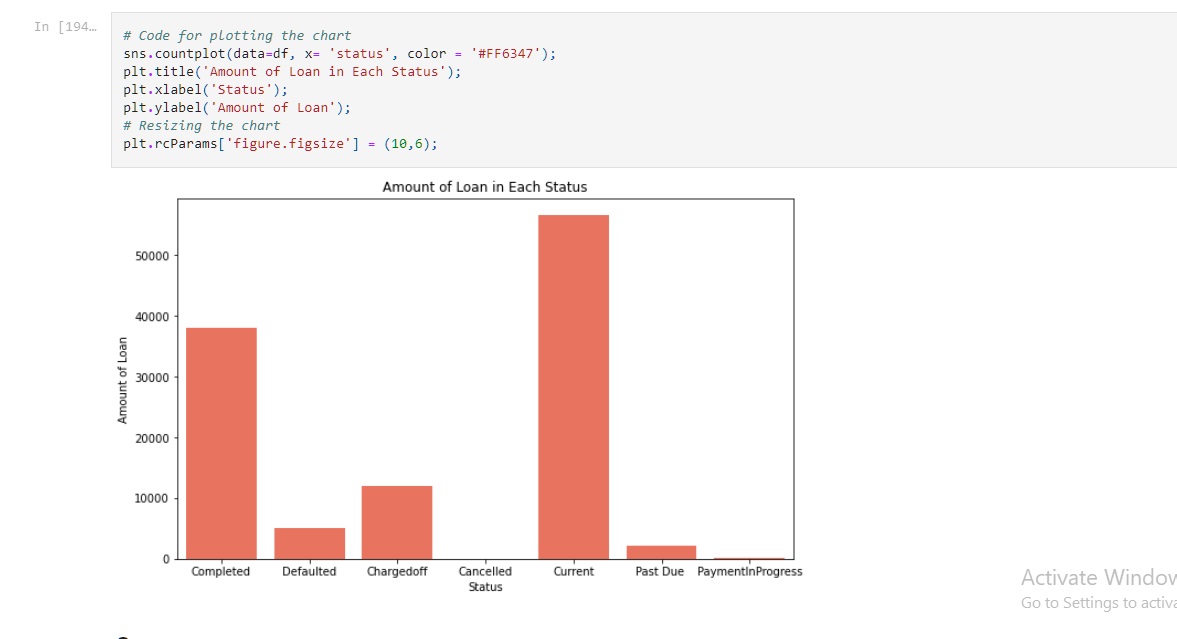 In [194…
# Code for plotting the chart
sns.countplot(data=df, x= 'status', color = '#FF6347');
plt.title('Amount of Loan in Each Status');
plt.xlabel('Status');
plt.ylabel('Amount of Loan');
# Resizing the chart
plt.rcParams['figure.figsize'] = (10,6);
Amount of Loan in Each Status
Amount of Loan
50000
40000
30000
20000
10000
0
Completed Defaulted Chargedoff Cancelled Current Past Due PaymentInProgress
Status
Activate Window
Go to Settings to activa